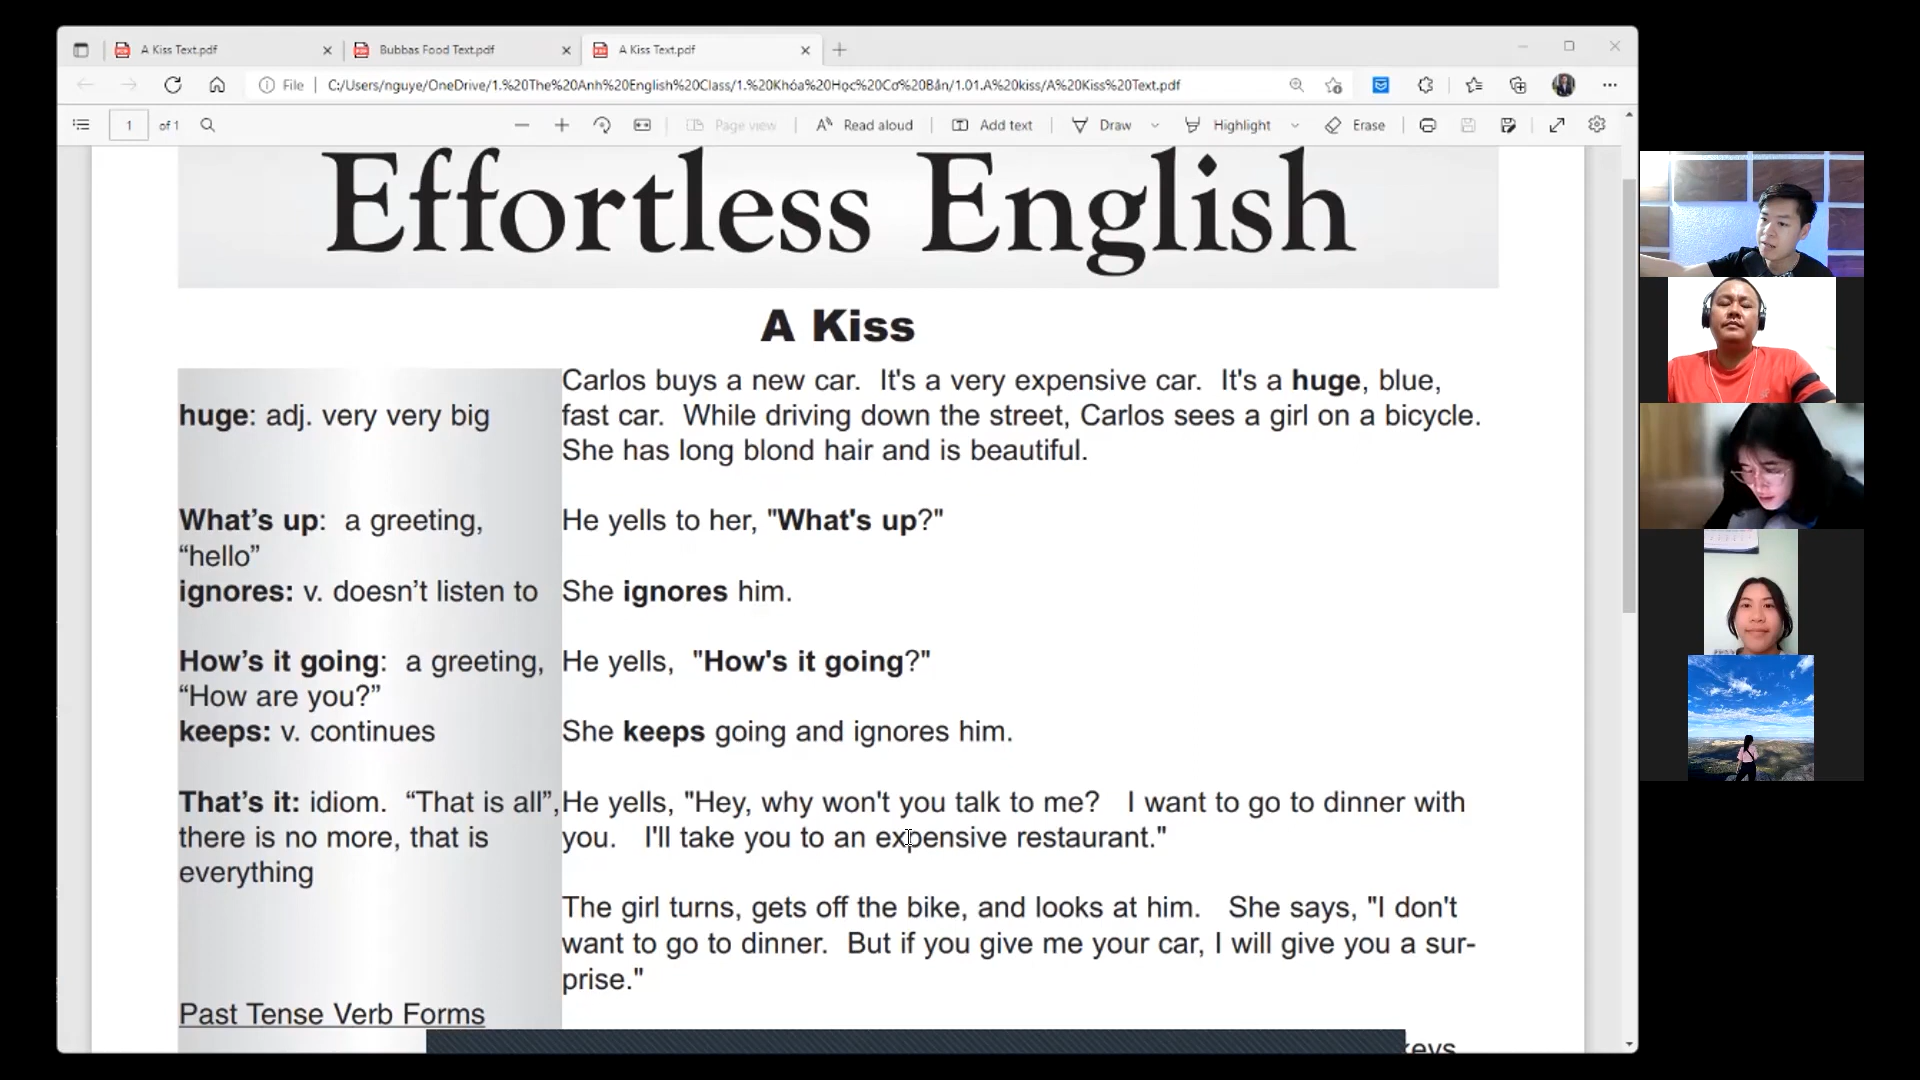 A Kiss Text.pdf
Bubbas Food Text.pdf
A Kiss Text.pdf
File
C:/Users/nguye/OneDrive/1.%20The%20Anh%20English%20Class/1.%20Khóa%20Học%20Cơ%20Bản/1.01.A%20kiss/A%20Kiss%20Text.pdf
1 of 1
Page view
Read aloud
Add text
Draw
Highlight
Erase
Effortless English
A Kiss
huge: adj. very very big
What's up: a greeting,
“hello”
ignores: v. doesn’t listen to
How’s it going: a greeting,
“How are you?”
keeps: v. continues
That’s it: idiom. “That is all”,
there is no more, that is
everything
Past Tense Verb Forms
Carlos buys a new car. It's a very expensive car. It's a huge, blue,
fast car. While driving down the street, Carlos sees a girl on a bicycle.
She has long blond hair and is beautiful.
He yells to her, "What's up?"
She ignores him.
He yells, "How's it going?"
She keeps going and ignores him.
He yells, "Hey, why won't you talk to me? I want to go to dinner with
you. I'll take you to an expensive restaurant."
The girl turns, gets off the bike, and looks at him. She says, "I don't
want to go to dinner. But if you give me your car, I will give you a sur-
prise."